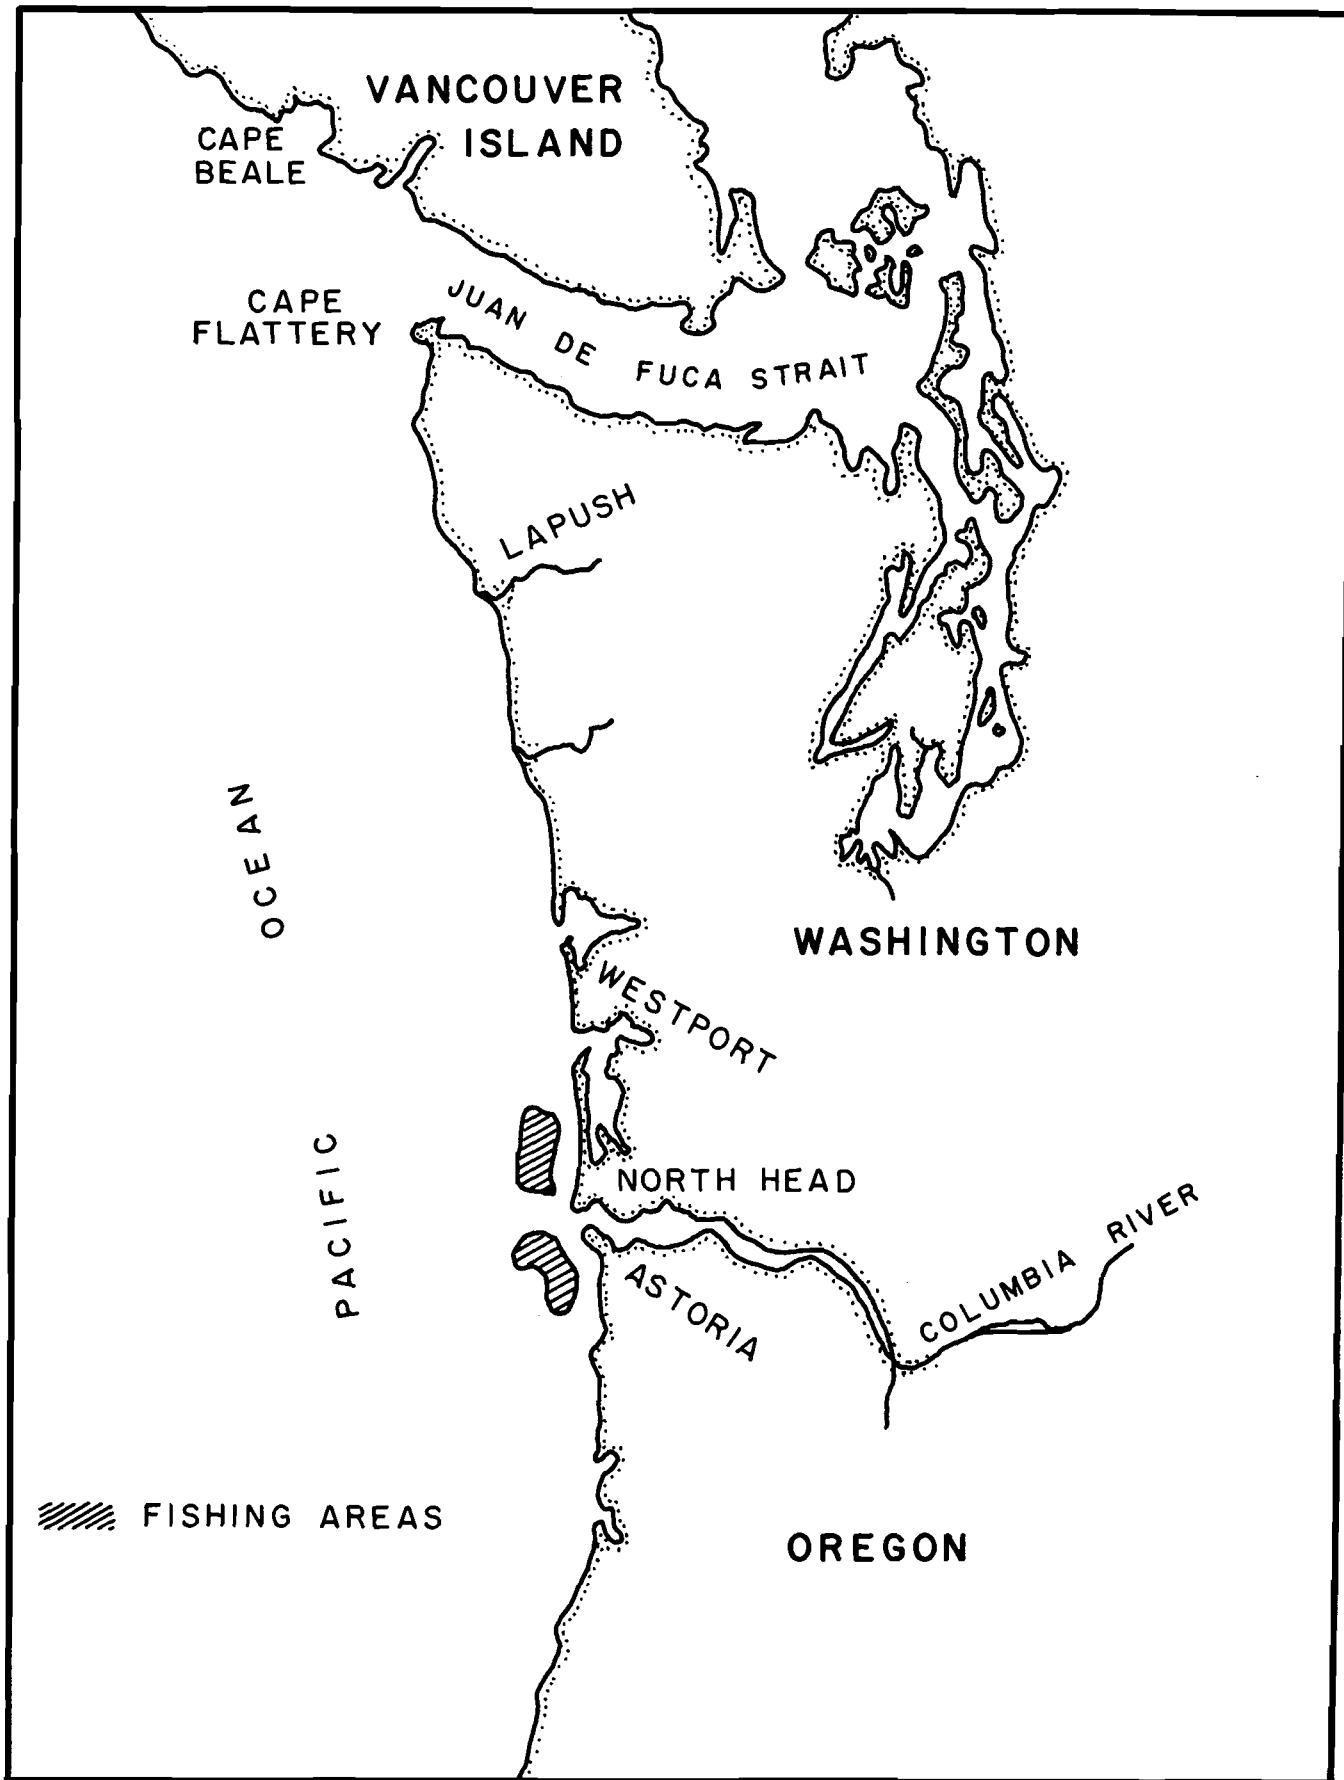 VANCOUVER
ISLAND
CAPE
BEALE
CAPE
FLATTERY
JUAN DE FUCA STRAIT
LAPUSH
OCEAN
WASHINGTON
WESTPORT
PACIFIC
NORTH HEAD
COLUMBIA RIVER
ASTORIA
FISHING AREAS
OREGON